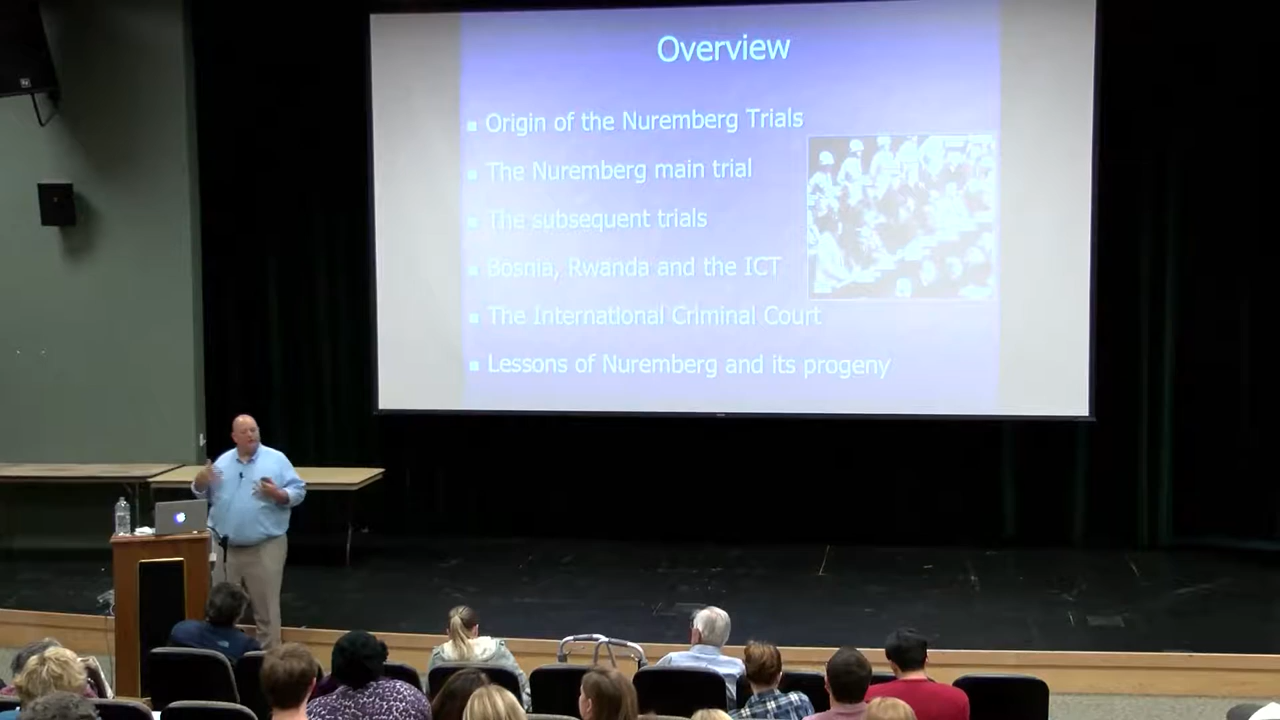 Overview
Origin of the Nuremberg Trials
The Nuremberg main trial
The subsequent trials
Bosnia, Rwanda and the ICT
The International Criminal Court
Lessons of Nuremberg and its progeny